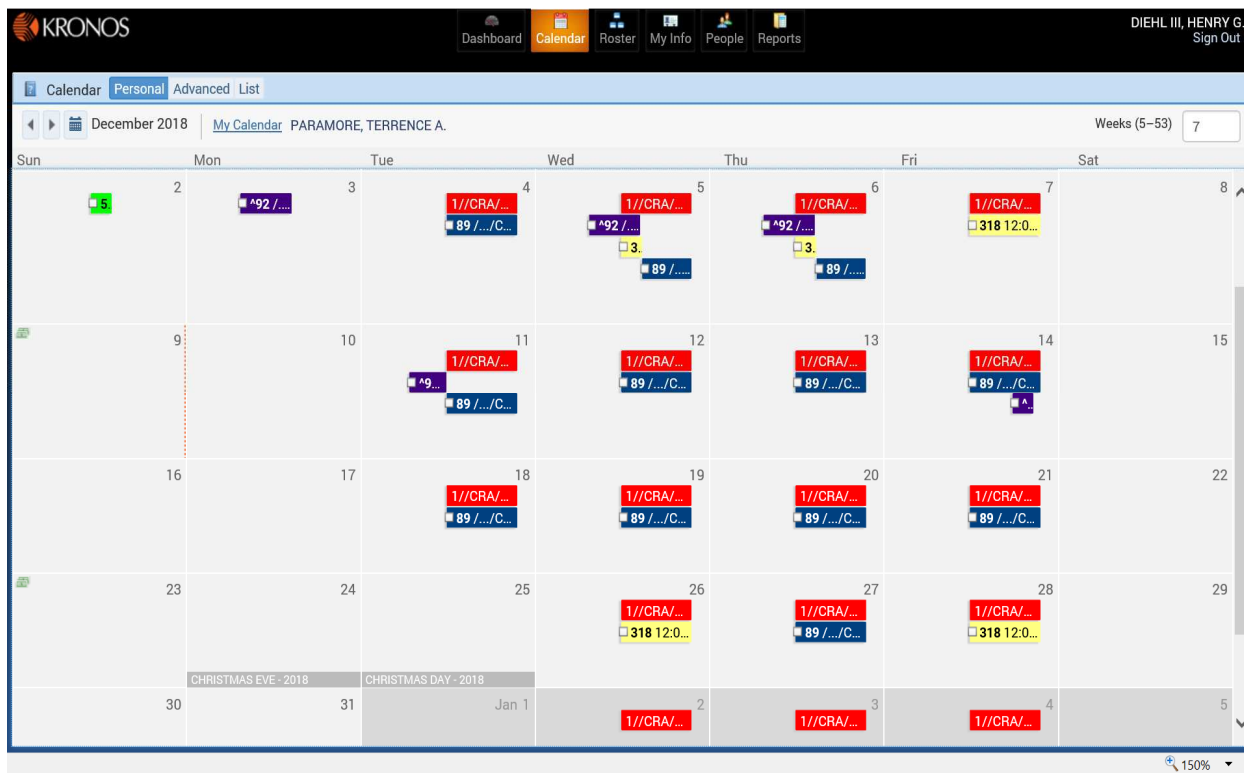 KRONOS
Dashboard Calendar Roster My Info People Reports
DIEHL III, HENRY G.
Sign Out
Calendar Personal Advanced List
December 2018 My Calendar PARAMORE, TERRENCE A. Weeks (5–53) 7
Sun Mon Tue Wed Thu Fri Sat
2 3 4 5 6 7 8
5. ^92 /.... 1//CRA/... 1//CRA/... 1//CRA/... 1//CRA/...
89 /.../C... ^92 /.... ^92 /.... 318 12:0...
3. 3.
89 /..... 89 /.....
9 10 11 12 13 14 15
1//CRA/... 1//CRA/... 1//CRA/... 1//CRA/...
^9... 89 /.../C... 89 /.../C... 89 /.../C...
89 /.../C... ^.
16 17 18 19 20 21 22
1//CRA/... 1//CRA/... 1//CRA/... 1//CRA/...
89 /.../C... 89 /.../C... 89 /.../C... 89 /.../C...
23 24 25 26 27 28 29
1//CRA/... 1//CRA/... 1//CRA/...
318 12:0... 89 /.../C... 318 12:0...
CHRISTMAS EVE - 2018 CHRISTMAS DAY - 2018
30 31 Jan 1 2 3 4 5
1//CRA/... 1//CRA/... 1//CRA/...
150%